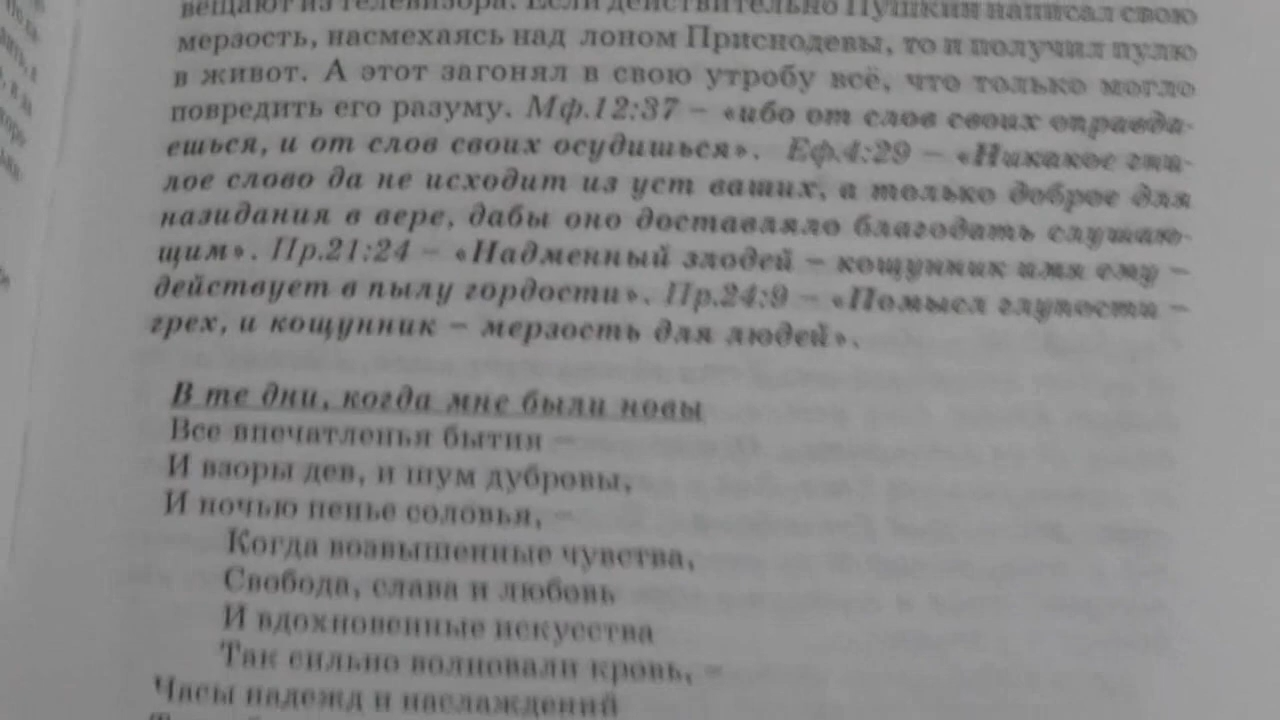 вещают из телевизора. Если действительно Пушкин написал свою
мерзость, насмехаясь над лоном Приснодевы, то и получил пулю
в живот. А этот загонял в свою утробу всё, что только могло
повредить его разуму. Мф.12:37 – «ибо от слов своих оправда-
ешься, и от слов своих осудишься». Еф.4:29 – «Никакое гни-
лое слово да не исходит из уст ваших, а только доброе для
назидания в вере, дабы оно доставляло благодать слушаю-
щим». Пр.21:24 – «Надменный злодей – кощунник имя ему –
действует в пылу гордости». Пр.24:9 – «Помысл глупости –
грех, и кощунник – мерзость для людей».
В те дни, когда мне были новы
Все впечатленья бытия –
И взоры дев, и шум дубровы,
И ночью пенье соловья, –
Когда возвышенные чувства,
Свобода, слава и любовь
И вдохновенные искусства
Так сильно волновали кровь, –
Часы надежд и наслаждений